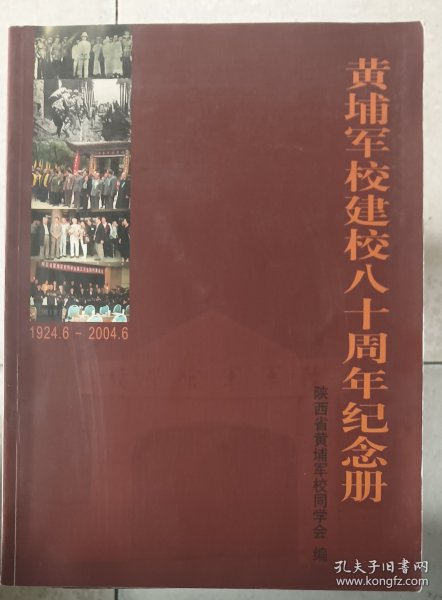 黄埔军校建校八十周年纪念册
1924.6 - 2004.6
陕西省黄埔军校同学会 编
孔夫子旧书网
www.kongfz.com